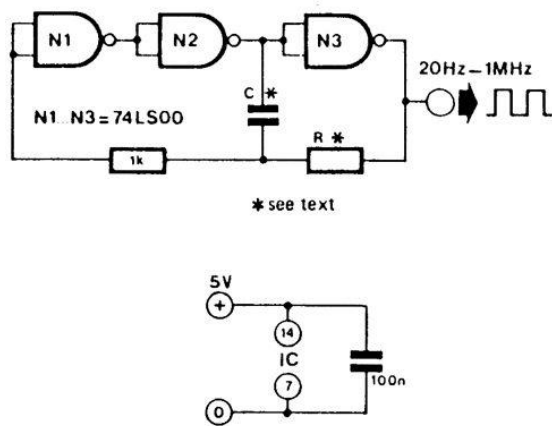 N1
N2
N3
20Hz–1MHz
C *
N1...N3=74LS00
R *
1k
* see text
5V
+
14
IC
7
100n
0